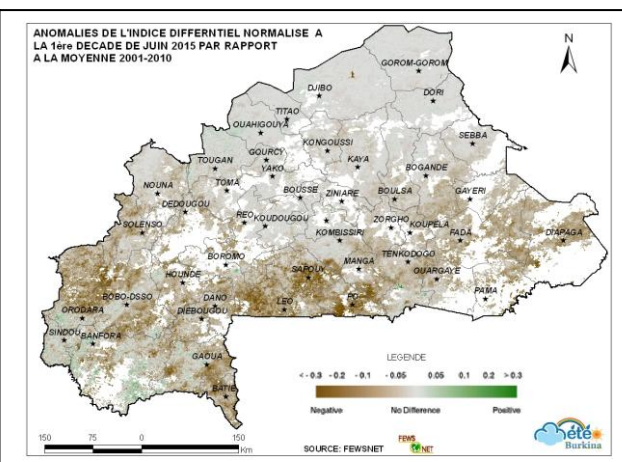 ANOMALIES DE L'INDICE DIFFERNTIEL NORMALISE A
LA 1ère DECADE DE JUIN 2015 PAR RAPPORT
A LA MOYENNE 2001-2010
N
GOROM-GOROM
DJIBO
DORI
TITAO
OUAHIGOUYA
SEBBA
KONGOUSSI
GOURCY
TOUGAN
KAYA
YAKO
BOGANDE
NOUNA
TOMA
BOUSSE
ZINIARE
BOULSA
GAYERI
DEDOUGOU
REO
KOUDOUGOU
ZORGHO
KOUPELA
SOLENSO
KOMBISSIRI
FADA
DIAPAGA
BOROMO
MANGA
TENKODOGO
HOUNDE
SAPOUY
OUARGAYE
BOBO-DSSO
DANO
LEO
PO
PAMA
ORODARA
DIEBOUGOU
SINDOU
BANFORA
GAOUA
BATIE
LEGENDE
<-0.3 -0.2 -0.1 -0.05 0.05 0.1 0.2 >0.3
Negative No Difference Positive
150 75 0 150
Km
SOURCE: FEWSNET
FEWS
NET
météo
Burkina